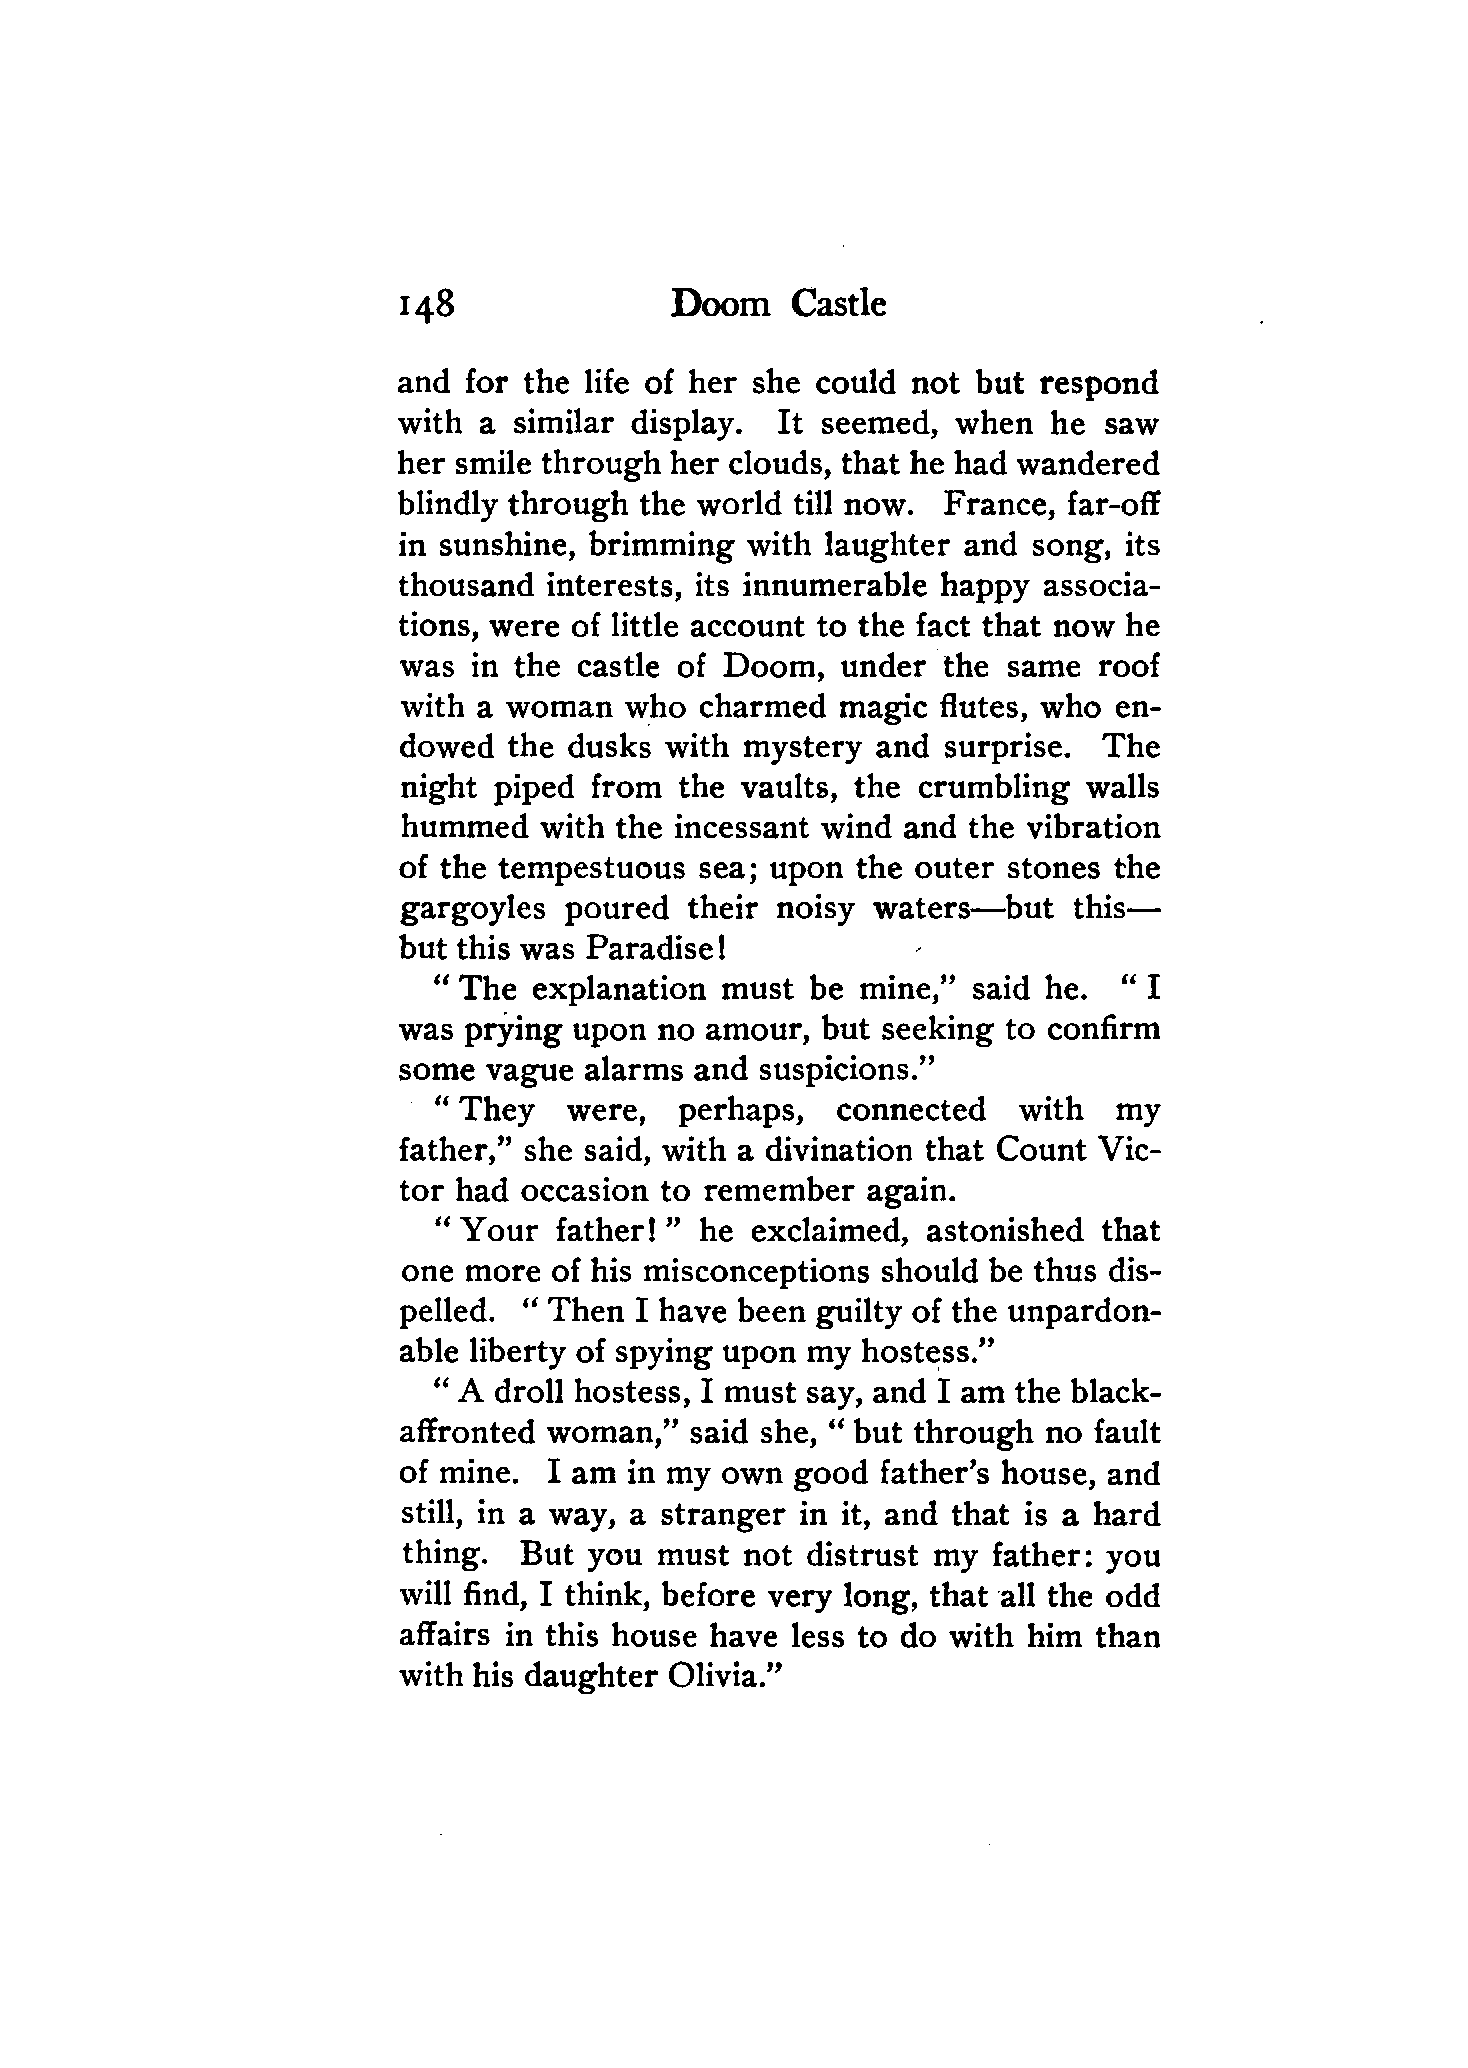 148 Doom Castle
and for the life of her she could not but respond
with a similar display. It seemed, when he saw
her smile through her clouds, that he had wandered
blindly through the world till now. France, far-off
in sunshine, brimming with laughter and song, its
thousand interests, its innumerable happy associa-
tions, were of little account to the fact that now he
was in the castle of Doom, under the same roof
with a woman who charmed magic flutes, who en-
dowed the dusks with mystery and surprise. The
night piped from the vaults, the crumbling walls
hummed with the incessant wind and the vibration
of the tempestuous sea; upon the outer stones the
gargoyles poured their noisy waters—but this—
but this was Paradise!
"The explanation must be mine," said he. "I
was prying upon no amour, but seeking to confirm
some vague alarms and suspicions."
"They were, perhaps, connected with my
father," she said, with a divination that Count Vic-
tor had occasion to remember again.
"Your father!" he exclaimed, astonished that
one more of his misconceptions should be thus dis-
pelled. "Then I have been guilty of the unpardon-
able liberty of spying upon my hostess."
"A droll hostess, I must say, and I am the black-
affronted woman," said she, "but through no fault
of mine. I am in my own good father's house, and
still, in a way, a stranger in it, and that is a hard
thing. But you must not distrust my father: you
will find, I think, before very long, that all the odd
affairs in this house have less to do with him than
with his daughter Olivia."